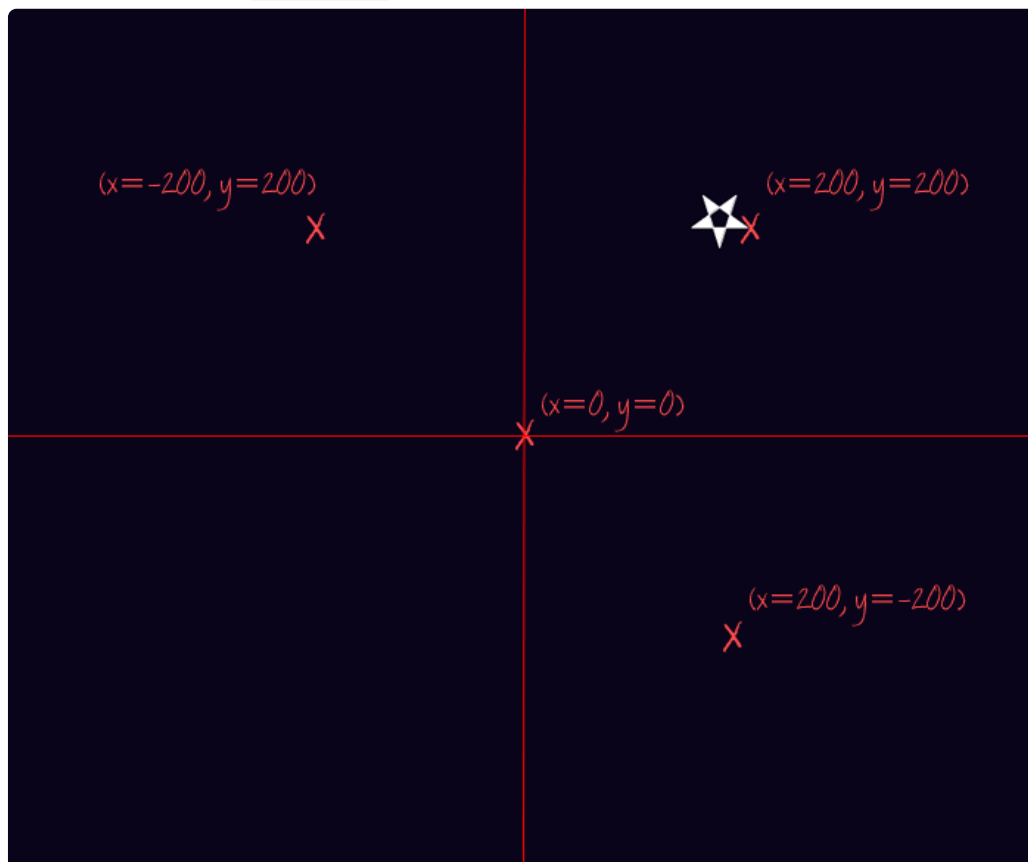 (x=-200, y=200)
(x=200, y=200)
(x=0, y=0)
(x=200, y=-200)